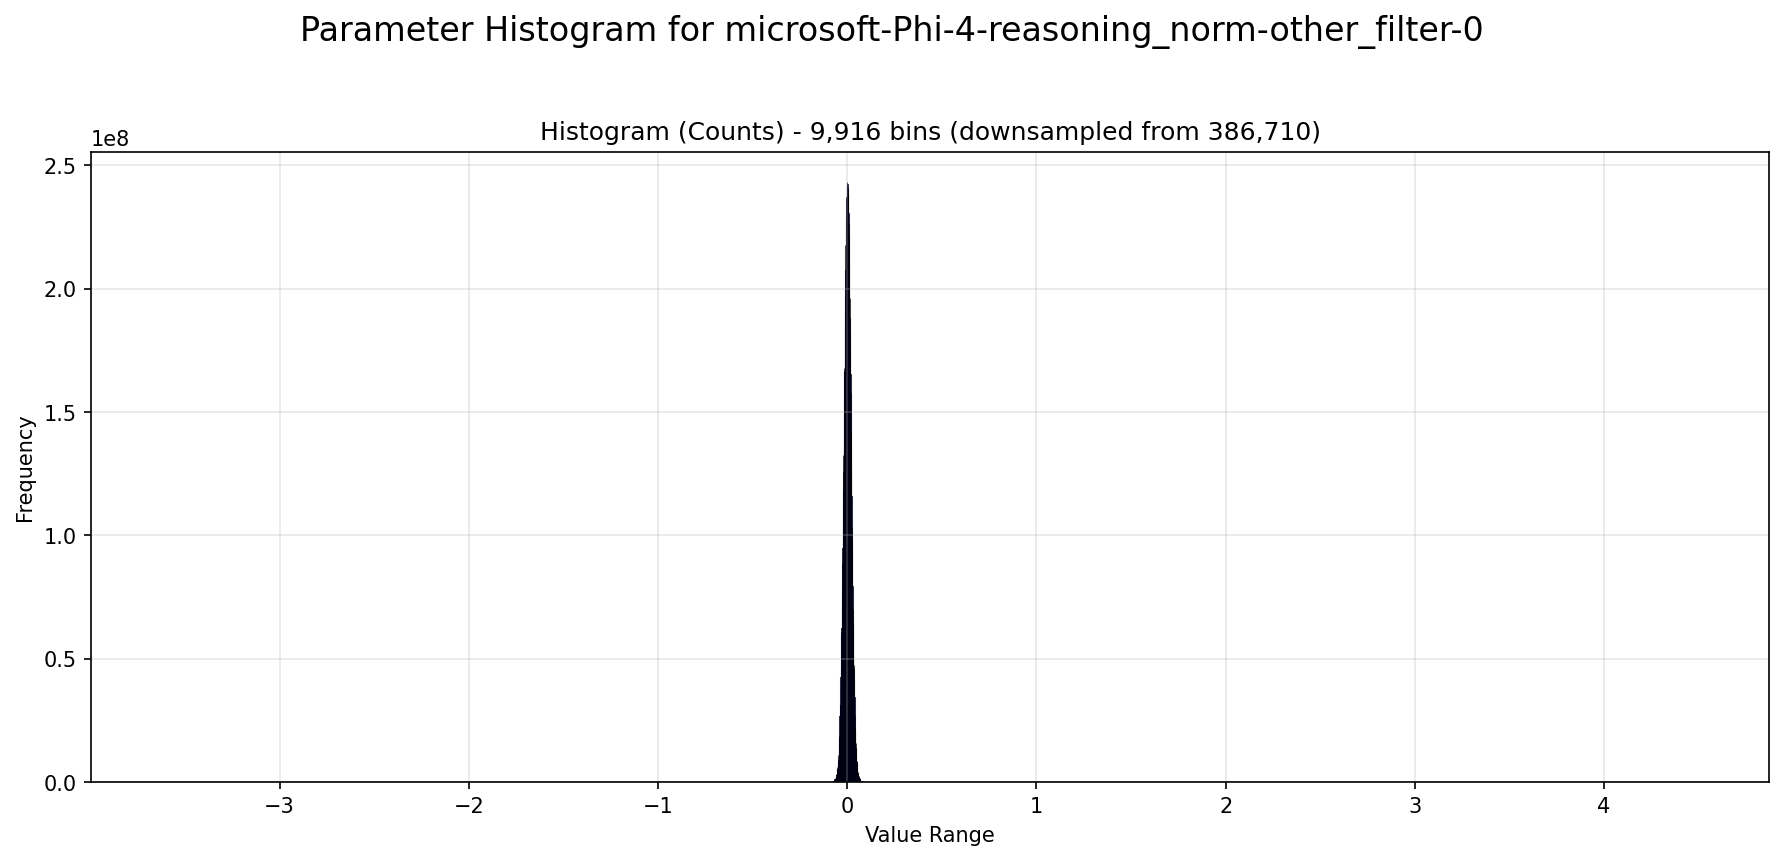 Parameter Histogram for microsoft-Phi-4-reasoning_norm-other_filter-0
Histogram (Counts) - 9,916 bins (downsampled from 386,710)
1e8
2.5
2.0
1.5
1.0
0.5
0.0
Frequency
−3
−2
−1
0
1
2
3
4
Value Range